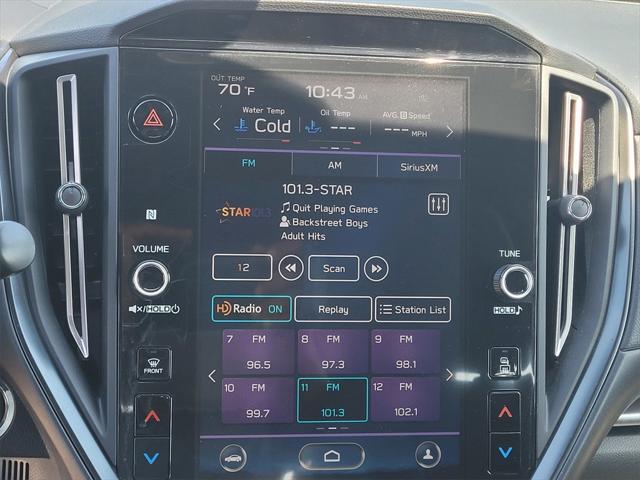 OUT. TEMP
70 °F
10:43 AM
Water Temp
Cold
Oil Temp
---
AVG. B Speed
--- MPH
FM
AM
SiriusXM
101.3-STAR
STAR101.3
Quit Playing Games
Backstreet Boys
Adult Hits
12
Scan
HD Radio ON
Replay
Station List
7 FM
96.5
8 FM
97.3
9 FM
98.1
10 FM
99.7
11 FM
101.3
12 FM
102.1
VOLUME
HOLD
FRONT
TUNE
HOLD